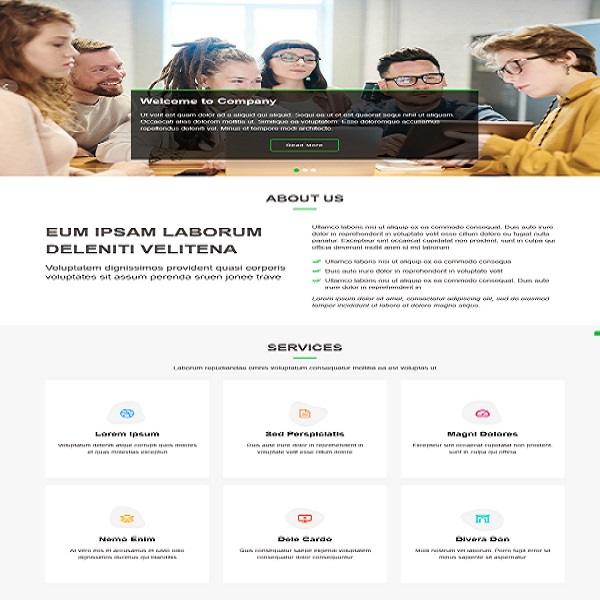 Welcome to Company
Ut velit est quam dolor ad a aliquid qui aliquid. Sequi ea ut et est quaerat sequi nihil ut aliquam.
Occaecati alias dolorem mollitia ut. Similique ea voluptatem. Esse doloremque accusamus
repellendus deleniti vel. Minus et tempore modi architecto.
Read More
ABOUT US
EUM IPSAM LABORUM
DELENITI VELITENA
Voluptatem dignissimos provident quasi corporis
voluptates sit assum perenda sruen jonee trave
Ullamco laboris nisi ut aliquip ex ea commodo consequat. Duis aute irure
dolor in reprehenderit in voluptate velit esse cillum dolore eu fugiat nulla
pariatur. Excepteur sint occaecat cupidatat non proident, sunt in culpa qui
officia deserunt mollit anim id est laborum
Ullamco laboris nisi ut aliquip ex ea commodo consequa
Duis aute irure dolor in reprehenderit in voluptate velit
Ullamco laboris nisi ut aliquip ex ea commodo consequat. Duis aute
irure dolor in reprehenderit in
Lorem ipsum dolor sit amet, consectetur adipiscing elit, sed do eiusmod
tempor incididunt ut labore et dolore magna aliqua.
SERVICES
Laborum repudiandae omnis voluptatum consequatur mollitia ea est voluptas ut
Lorem Ipsum
Voluptatum deleniti atque corrupti quos dolores
et quas molestias excepturi
Sed Perspiciatis
Duis aute irure dolor in reprehenderit in
voluptate velit esse cillum dolore
Magni Dolores
Excepteur sint occaecat cupidatat non proident,
sunt in culpa qui officia
Nemo Enim
At vero eos et accusamus et iusto odio
dignissimos ducimus qui blanditiis
Dele Cardo
Quis consequatur saepe eligendi voluptatem
consequatur dolor consequuntur
Divera Don
Modi nostrum vel laborum. Porro fugit error sit
minus sapiente sit aspernatur